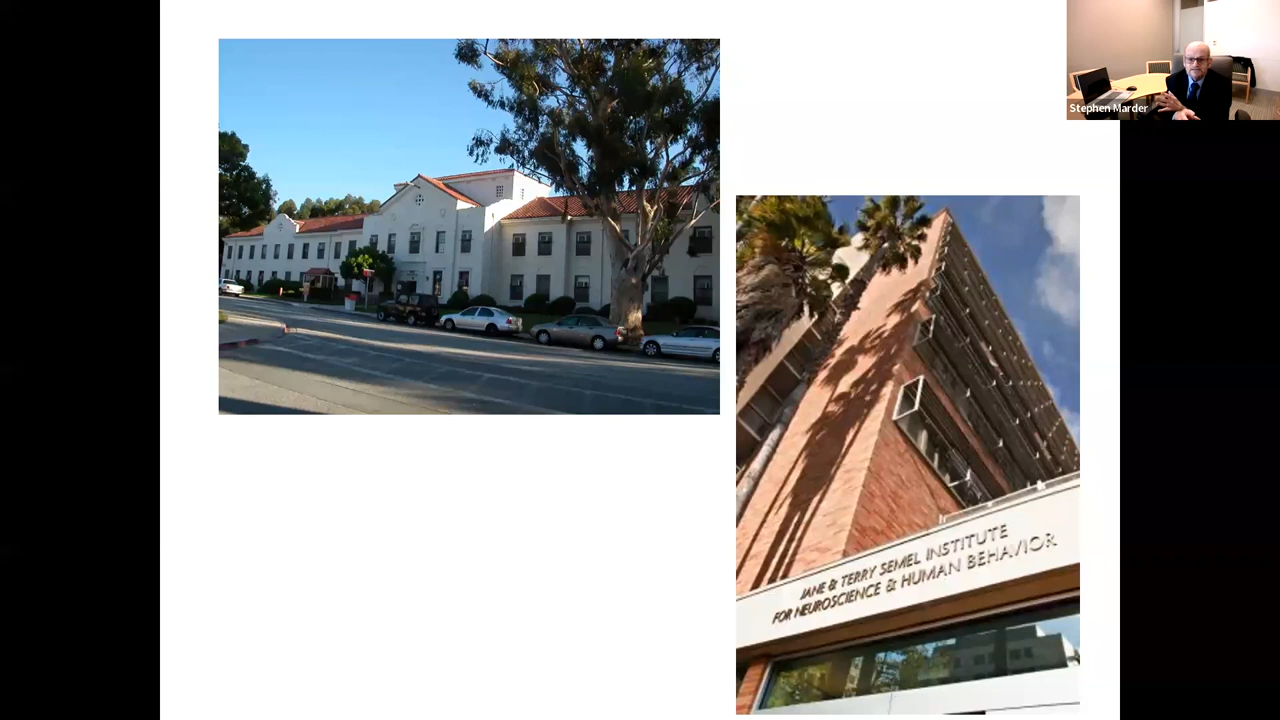 Stephen Marder
JANE & TERRY SEMEL INSTITUTE
FOR NEUROSCIENCE & HUMAN BEHAVIOR